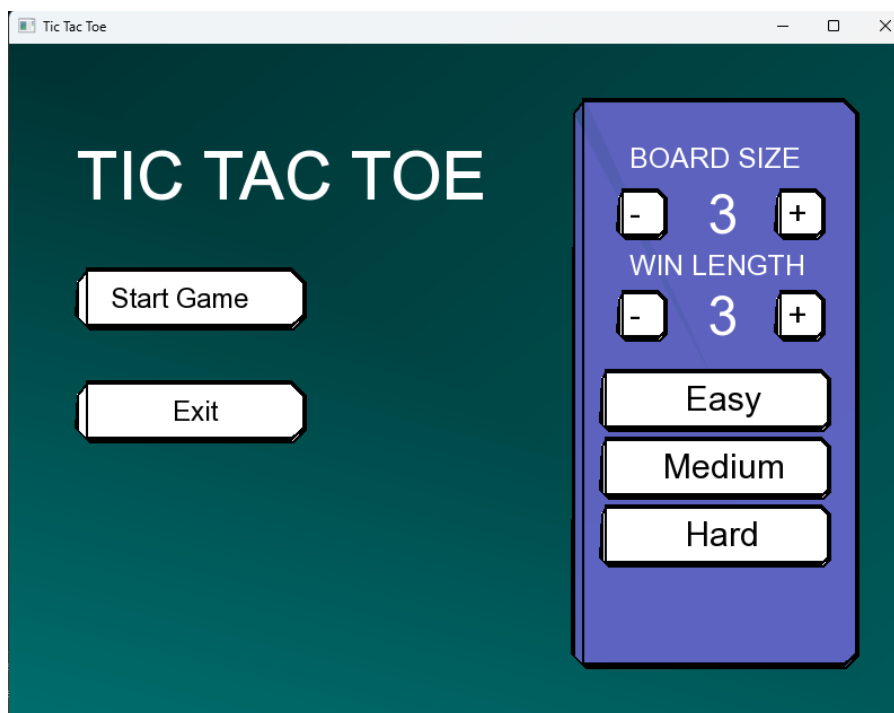 Tic Tac Toe
TIC TAC TOE
Start Game
Exit
BOARD SIZE
- 3 +
WIN LENGTH
- 3 +
Easy
Medium
Hard